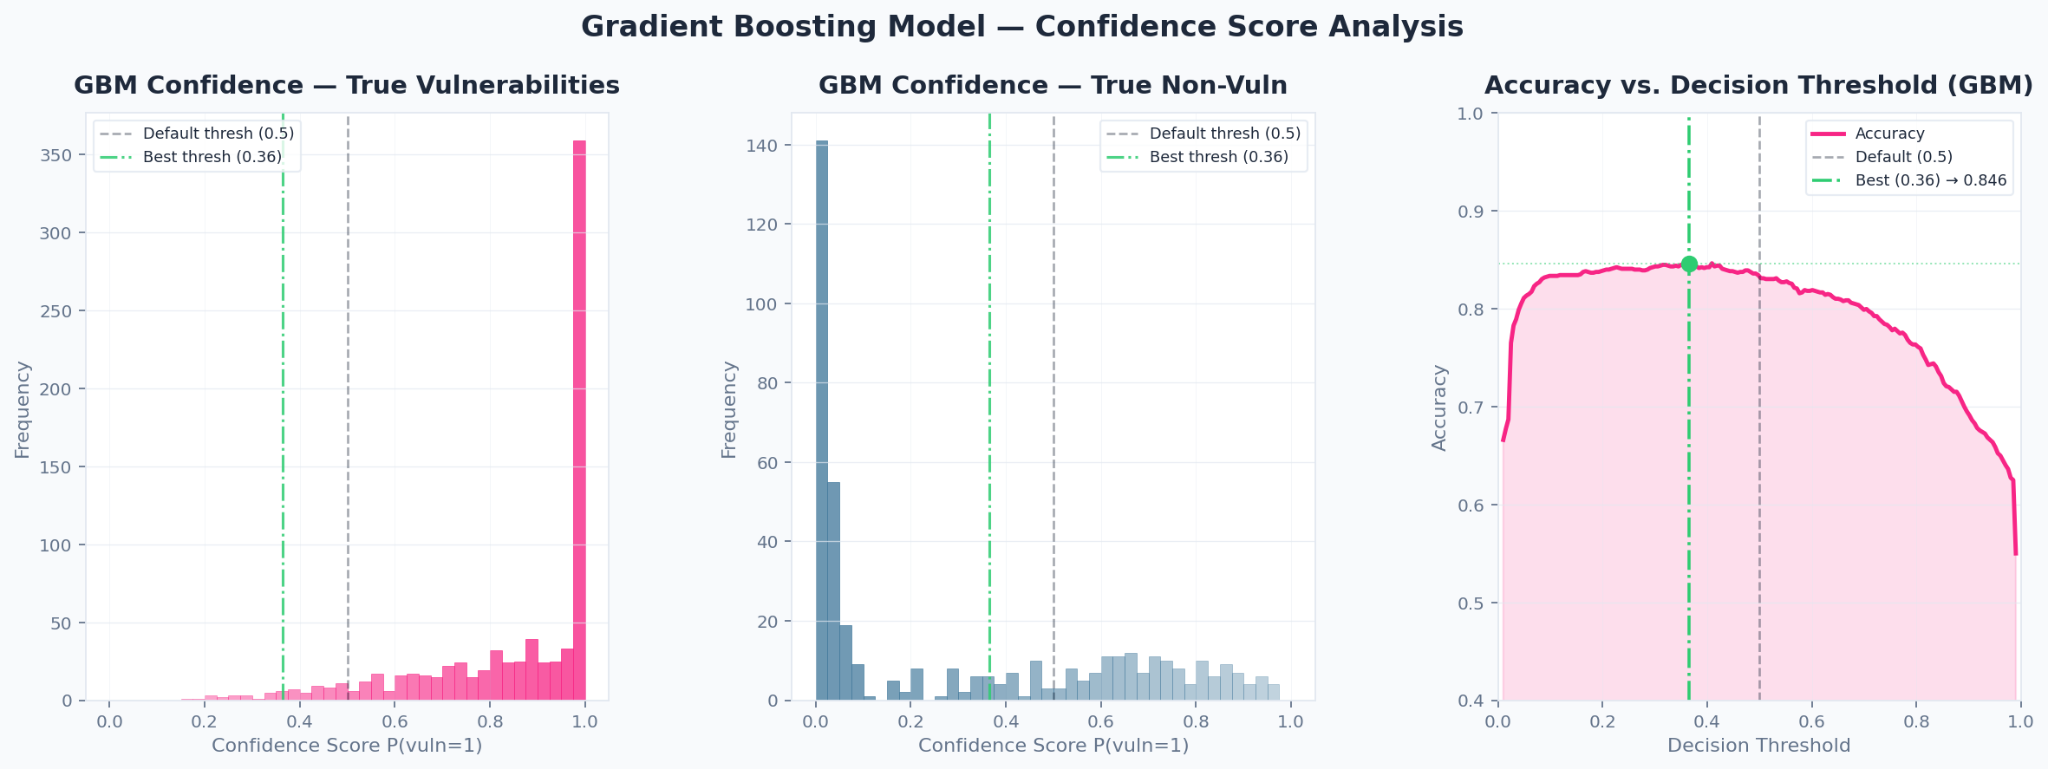 Gradient Boosting Model — Confidence Score Analysis
GBM Confidence — True Vulnerabilities
Default thresh (0.5)
Best thresh (0.36)
350
300
250
200
150
100
50
0
Frequency
0.0 0.2 0.4 0.6 0.8 1.0
Confidence Score P(vuln=1)
GBM Confidence — True Non-Vuln
Default thresh (0.5)
Best thresh (0.36)
140
120
100
80
60
40
20
0
Frequency
0.0 0.2 0.4 0.6 0.8 1.0
Confidence Score P(vuln=1)
Accuracy vs. Decision Threshold (GBM)
Accuracy
Default (0.5)
Best (0.36) → 0.846
1.0
0.9
0.8
0.7
0.6
0.5
0.4
Accuracy
0.0 0.2 0.4 0.6 0.8 1.0
Decision Threshold